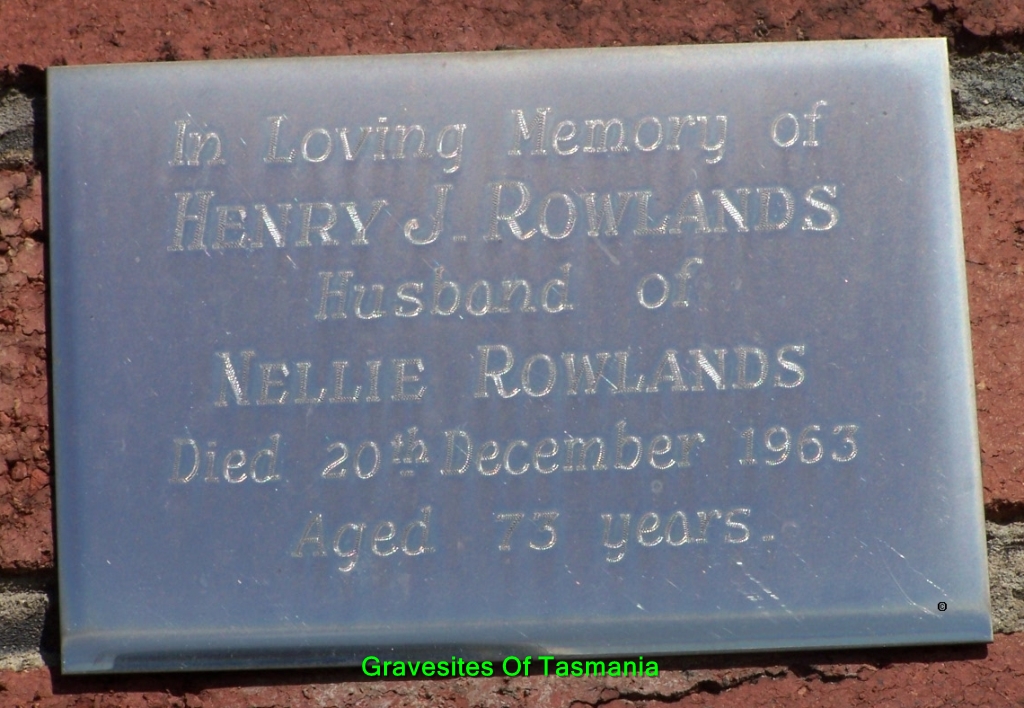 In Loving Memory of
HENRY J. ROWLANDS
Husband of
NELLIE ROWLANDS
Died 20th December 1963
Aged 73 years.
Gravesites Of Tasmania